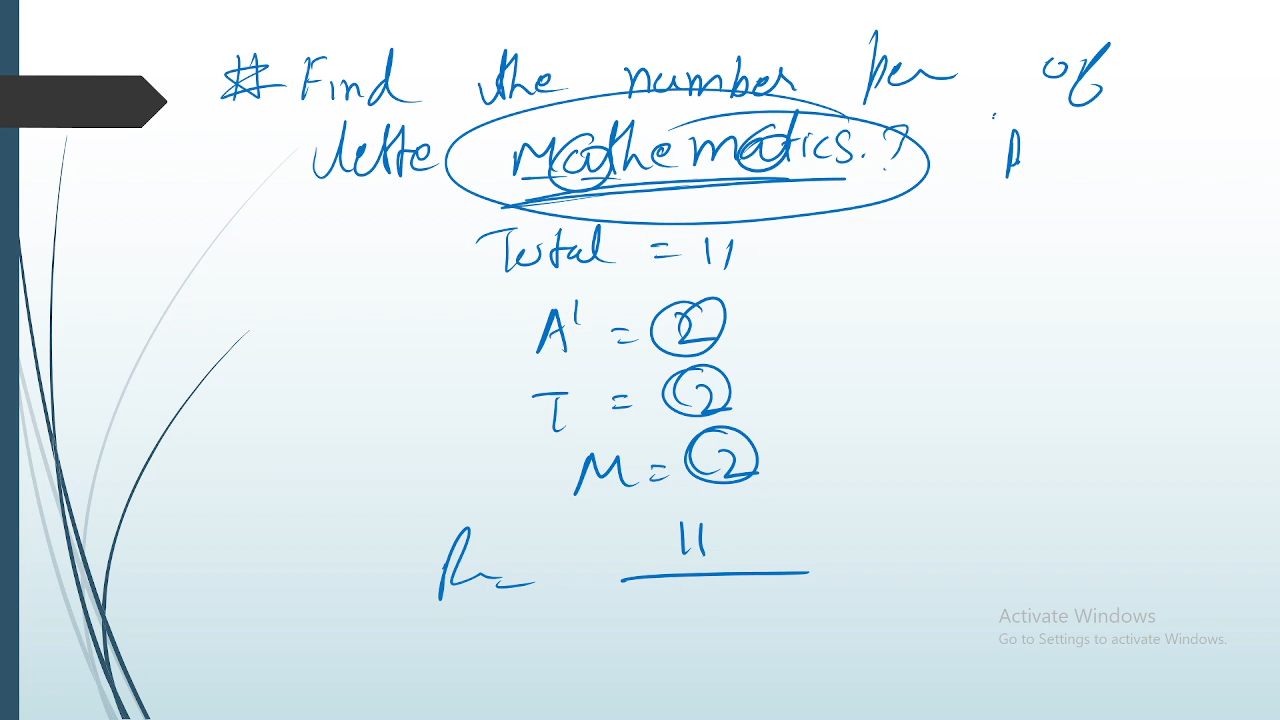 # Find the number per of
lette Mathematics.?
Total = 11
A' = 2
T = 2
M = 2
11
Activate Windows
Go to Settings to activate Windows.